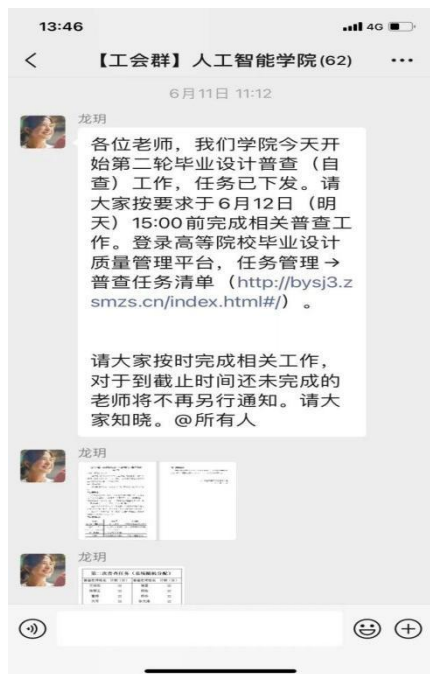 13:46
4G
【工会群】人工智能学院(62)
6月11日 11:12
龙玥
各位老师，我们学院今天开
始第二轮毕业设计普查（自
查）工作，任务已下发。请
大家按要求于6月12日（明
天）15:00前完成相关普查工
作。登录高等院校毕业设计
质量管理平台，任务管理→
普查任务清单（http://bysj3.z
smzs.cn/index.html#/）。
请大家按时完成相关工作，
对于到截止时间还未完成的
老师将不再另行通知。请大
家知晓。@所有人
龙玥
龙玥